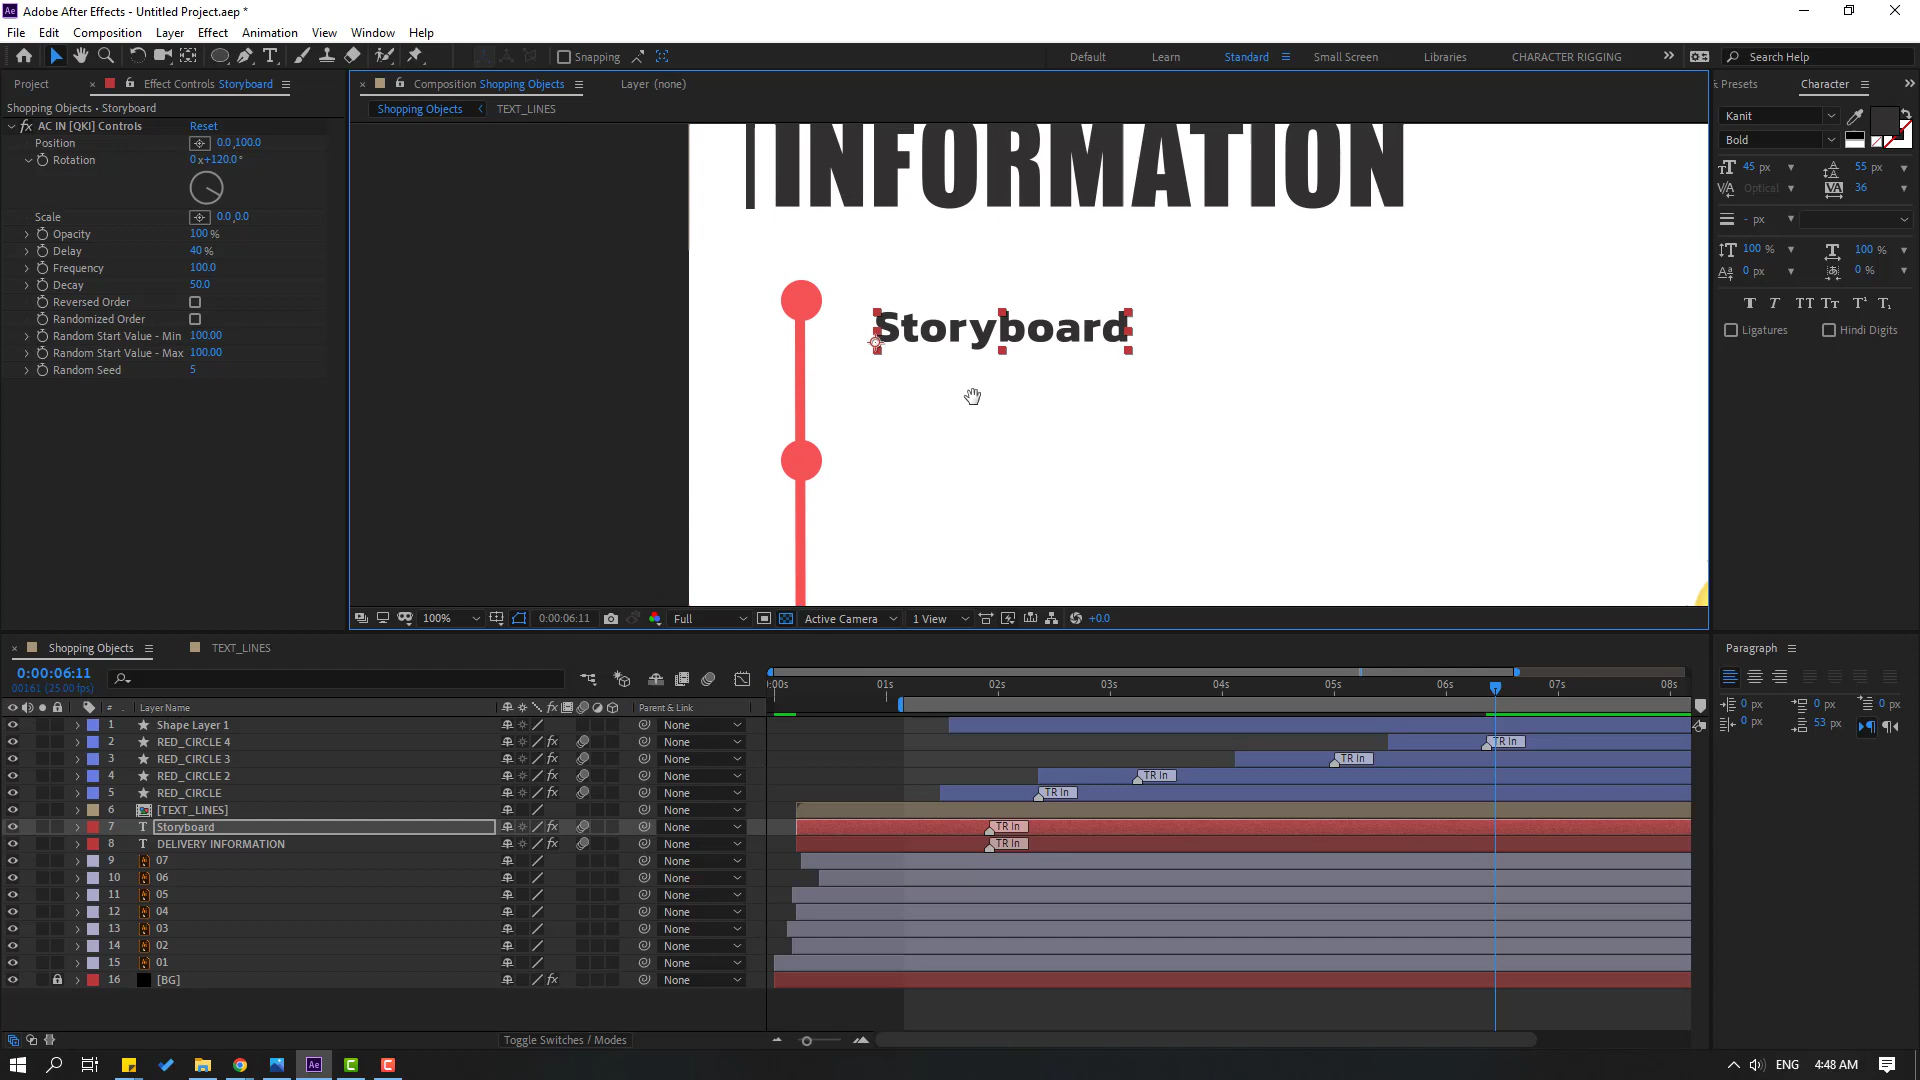 Adobe After Effects - Untitled Project.aep *
File Edit Composition Layer Effect Animation View Window Help
Snapping
Default Learn Standard Small Screen Libraries CHARACTER RIGGING Search Help
Project Effect Controls Storyboard
Composition Shopping Objects
Layer (none)
Presets Character
Shopping Objects • Storyboard
Shopping Objects TEXT_LINES
AC IN [QKI] Controls Reset
Position 0.0,100.0
Rotation 0 x+120.0 °
Scale 0.0,0.0
Opacity 100 %
Delay 40 %
Frequency 100.0
Decay 50.0
Reversed Order
Randomized Order
Random Start Value - Min 100.00
Random Start Value - Max 100.00
Random Seed 5
INFORMATION
Storyboard
Kanit
Bold
45 px 55 px
Optical 36
- px
100 % 100 %
0 px 0 %
Ligatures Hindi Digits
100% 0:00:06:11 Full Active Camera 1 View +0.0
Shopping Objects TEXT_LINES
0:00:06:11
00161 (25.00 fps)
:00s 01s 02s 03s 04s 05s 06s 07s 08s
# Layer Name Parent & Link
1 Shape Layer 1 None
2 RED_CIRCLE 4 None TR In
3 RED_CIRCLE 3 None TR In
4 RED_CIRCLE 2 None TR In
5 RED_CIRCLE None TR In
6 [TEXT_LINES] None
7 Storyboard None TR In
8 DELIVERY INFORMATION None TR In
9 07 None
10 06 None
11 05 None
12 04 None
13 03 None
14 02 None
15 01 None
16 [BG] None
Toggle Switches / Modes
Paragraph
0 px 0 px 0 px
0 px 53 px
ENG 4:48 AM